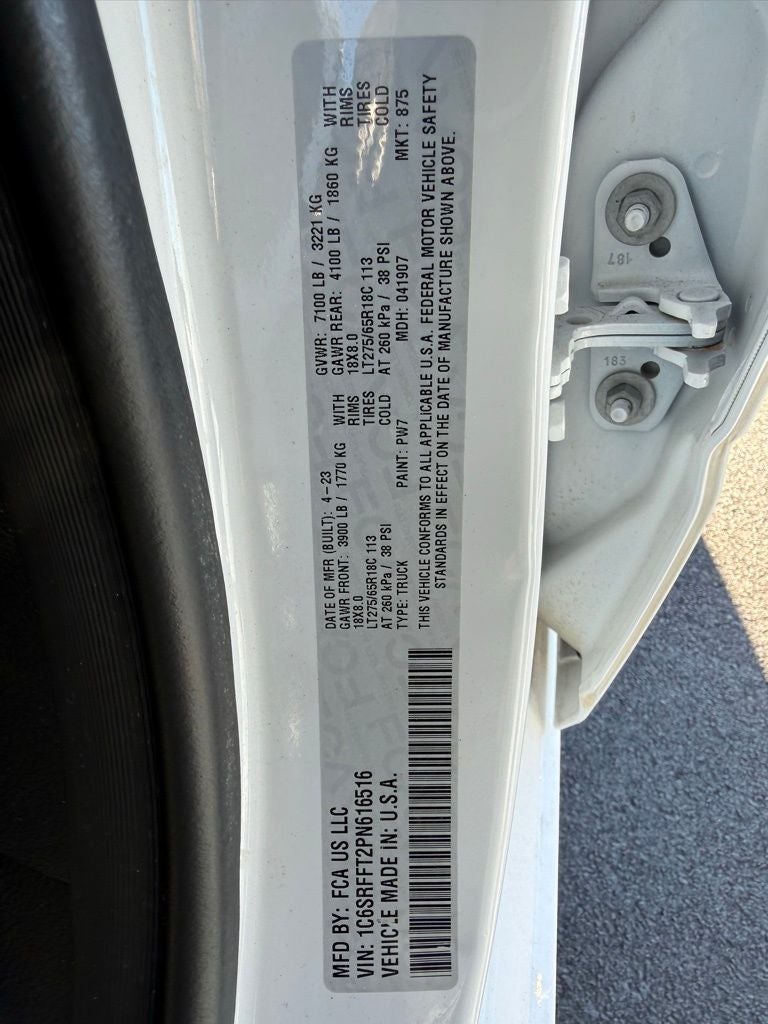 MFD BY: FCA US LLC
VIN: 1C6SRFFT2PN616516
VEHICLE MADE iN: U.S.A.
DATE OF MFR (BUILT): 4-23
GAWR FRONT: 3900 LB / 1770 KG WITH
18X8.0 RIMS
LT275/65R18C 113 TIRES
AT 260 kPa / 38 PSI COLD
GVWR: 7100 LB / 3221 KG
GAWR REAR: 4100 LB / 1860 KG WITH
18X8.0 RIMS
LT275/65R18C 113 TIRES
AT 260 kPa / 38 PSI COLD
TYPE: TRUCK PAINT: PW7 MDH: 041907 MKT: 875
THIS VEHICLE CONFORMS TO ALL APPLICABLE U.S.A. FEDERAL MOTOR VEHICLE SAFETY
STANDARDS IN EFFECT ON THE DATE OF MANUFACTURE SHOWN ABOVE.
187
183